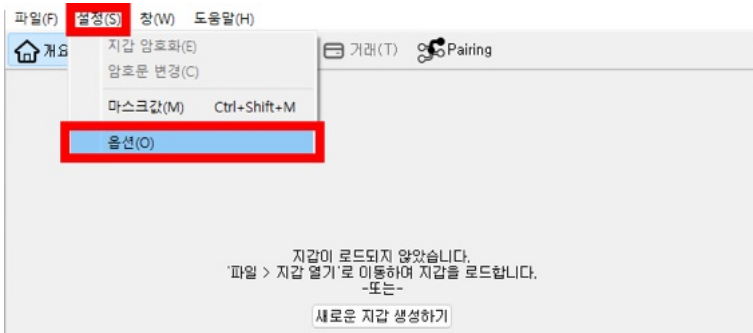 파일(F) 설정(S) 창(W) 도움말(H)
개요 거래(T) Pairing
지갑 암호화(E)
암호문 변경(C)
마스크값(M) Ctrl+Shift+M
옵션(O)
지갑이 로드되지 않았습니다.
'파일 > 지갑 열기'로 이동하여 지갑을 로드합니다.
-또는-
새로운 지갑 생성하기